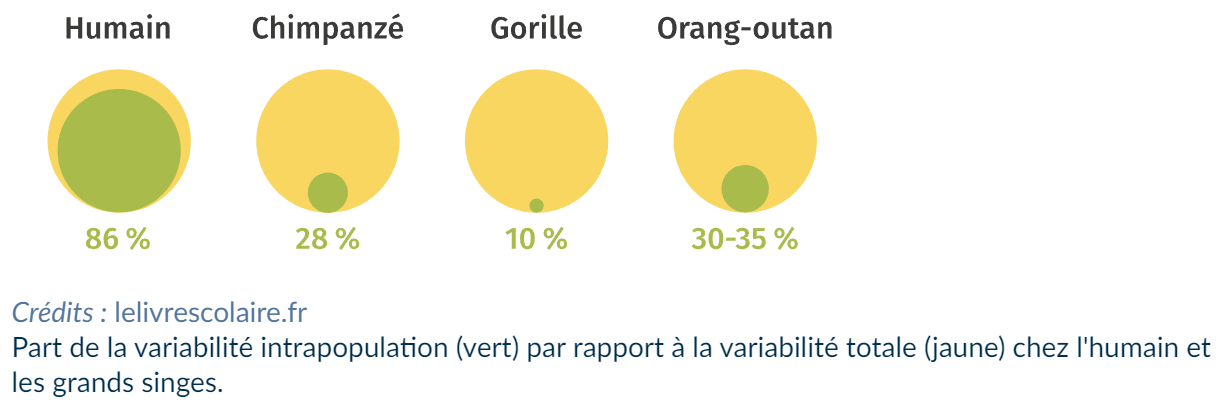 Humain Chimpanzé Gorille Orang-outan
86 % 28 % 10 % 30-35 %
Crédits : lelivrescolaire.fr
Part de la variabilité intrapopulation (vert) par rapport à la variabilité totale (jaune) chez l'humain et
les grands singes.